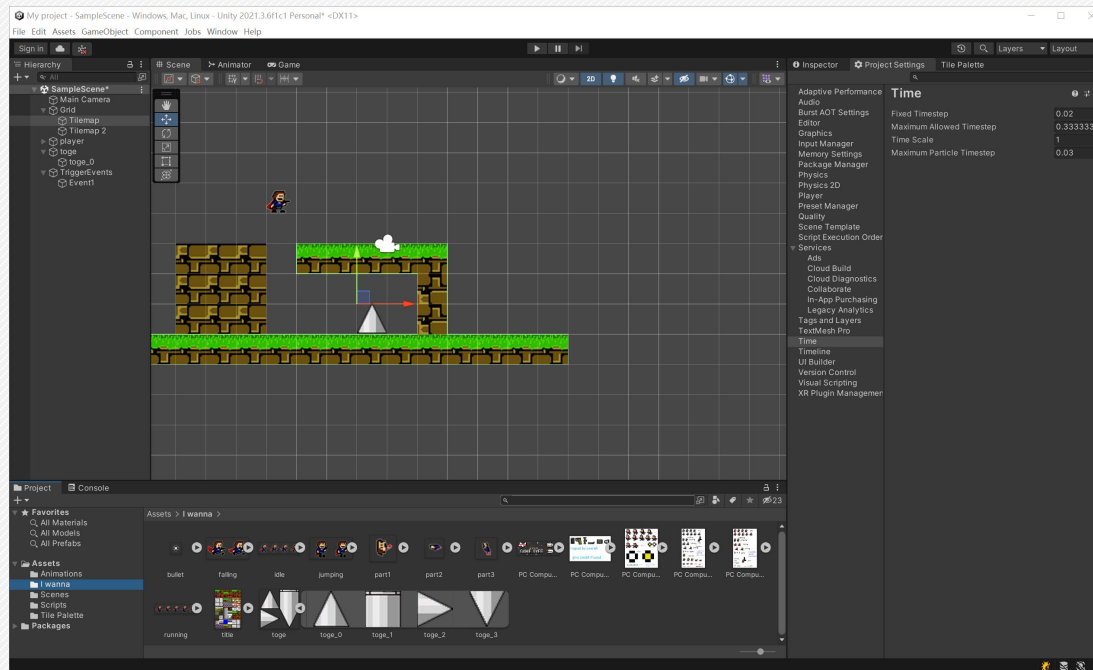 My project - SampleScene - Windows, Mac, Linux - Unity 2021.3.6f1c1 Personal* <DX11>
File Edit Assets GameObject Component Jobs Window Help
Sign in
Layers
Layout
Hierarchy
All
SampleScene*
Main Camera
Grid
Tilemap
Tilemap 2
player
toge
toge_0
TriggerEvents
Event1
Scene
Animator
Game
2D
Inspector
Project Settings
Tile Palette
Adaptive Performance
Audio
Burst AOT Settings
Editor
Graphics
Input Manager
Memory Settings
Package Manager
Physics
Physics 2D
Player
Preset Manager
Quality
Scene Template
Script Execution Order
Services
Ads
Cloud Build
Cloud Diagnostics
Collaborate
In-App Purchasing
Legacy Analytics
Tags and Layers
TextMesh Pro
Time
Timeline
UI Builder
Version Control
Visual Scripting
XR Plugin Managemen
Time
Fixed Timestep 0.02
Maximum Allowed Timestep 0.333333
Time Scale 1
Maximum Particle Timestep 0.03
Project
Console
23
Favorites
All Materials
All Models
All Prefabs
Assets
Animations
I wanna
Scenes
Scripts
Tile Palette
Packages
Assets > I wanna >
bullet falling idle jumping part1 part2 part3 PC Compu... PC Compu... PC Compu... PC Compu... PC Compu...
running title toge toge_0 toge_1 toge_2 toge_3